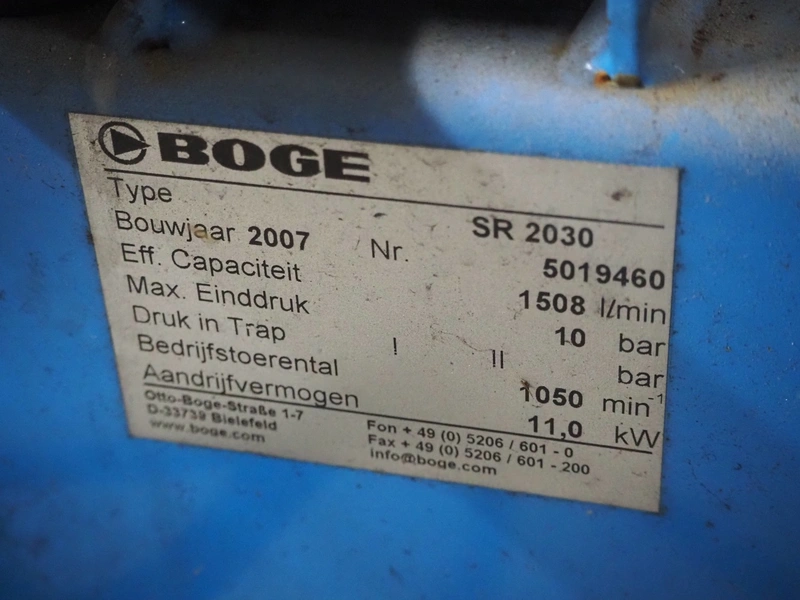 BOGE
Type SR 2030
Bouwjaar 2007 Nr. 5019460
Eff. Capaciteit 1508 l/min
Max. Einddruk 10 bar
Druk in Trap I II bar
Bedrijfstoerental 1050 min⁻¹
Aandrijfvermogen 11,0 kW
Otto-Boge-Straße 1-7 Fon + 49 (0) 5206 / 601 - 0
D-33739 Bielefeld Fax + 49 (0) 5206 / 601 - 200
www.boge.com info@boge.com